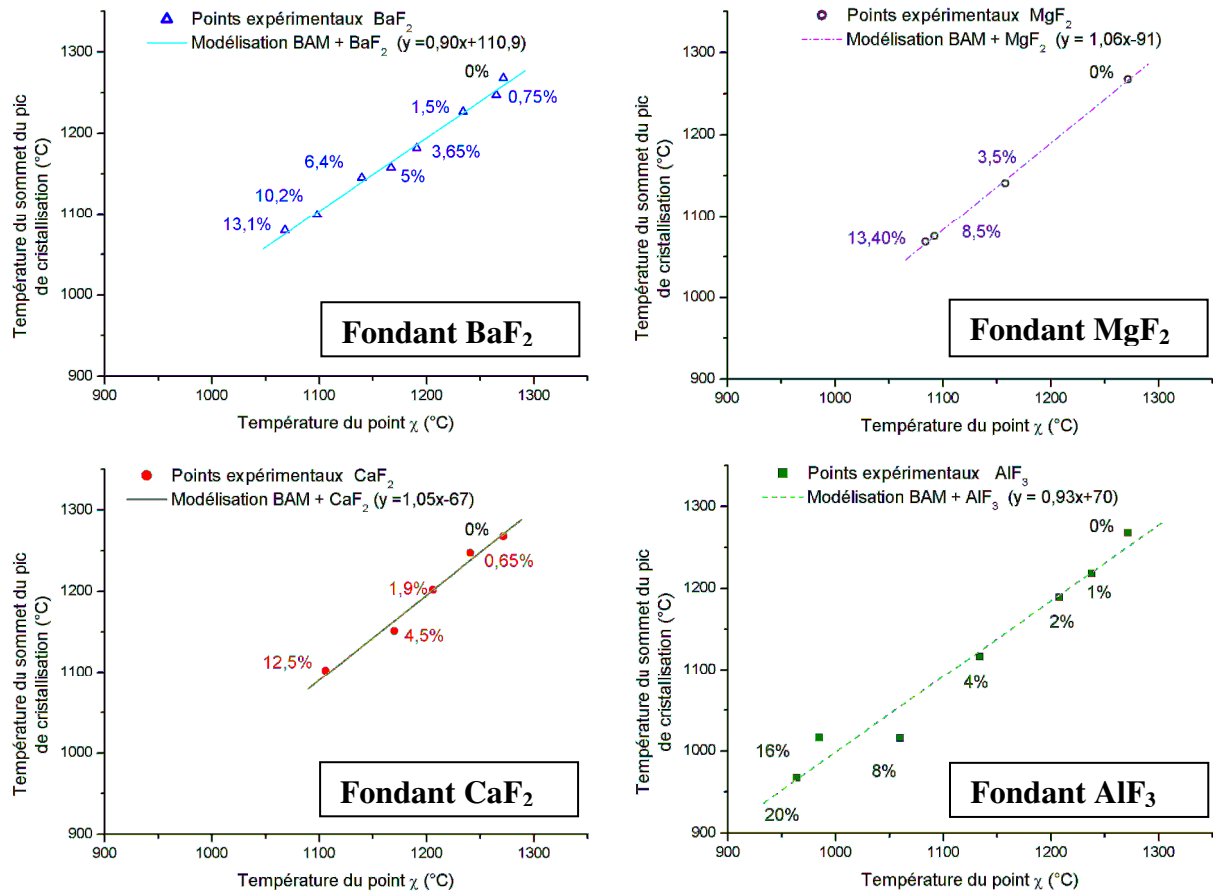 Points expérimentaux BaF2
Modélisation BAM + BaF2 (y =0,90x+110,9)
1300
1200
1100
1000
900
Température du sommet du pic
de cristallisation (°C)
0%
0,75%
1,5%
3,65%
6,4%
5%
10,2%
13,1%
Fondant BaF2
900 1000 1100 1200 1300
Température du point χ (°C)
Points expérimentaux MgF2
Modélisation BAM + MgF2 (y = 1,06x-91)
1300
1200
1100
1000
900
Température du sommet du pic
de cristallisation (°C)
0%
3,5%
13,40%
8,5%
Fondant MgF2
900 1000 1100 1200 1300
Température du point χ (°C)
Points expérimentaux CaF2
Modélisation BAM + CaF2 (y =1,05x-67)
1300
1200
1100
1000
900
Température du sommet du pic
de cristallisation (°C)
0%
0,65%
1,9%
4,5%
12,5%
Fondant CaF2
900 1000 1100 1200 1300
Température du point χ (°C)
Points expérimentaux AlF3
Modélisation BAM + AlF3 (y = 0,93x+70)
1300
1200
1100
1000
900
Température du sommet du pic
de cristallisation (°C)
0%
1%
2%
4%
16%
8%
20%
Fondant AlF3
900 1000 1100 1200 1300
Température du point χ (°C)